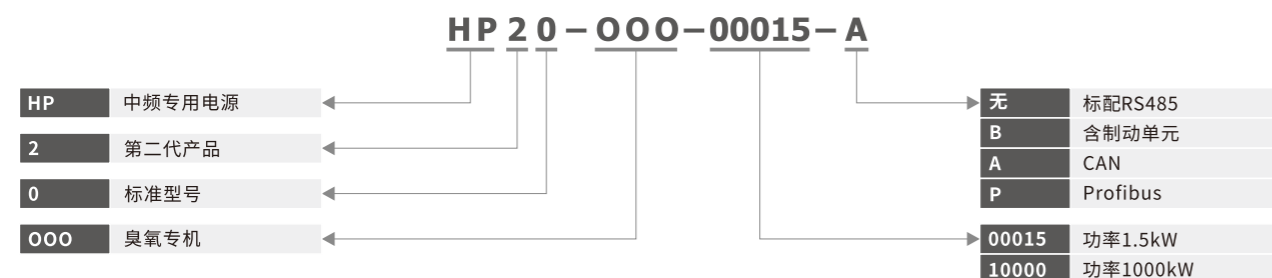 HP20-OOO-00015-A
HP 中频专用电源
2 第二代产品
0 标准型号
OOO 臭氧专机
无 标配RS485
B 含制动单元
A CAN
P Profibus
00015 功率1.5kW
10000 功率1000kW